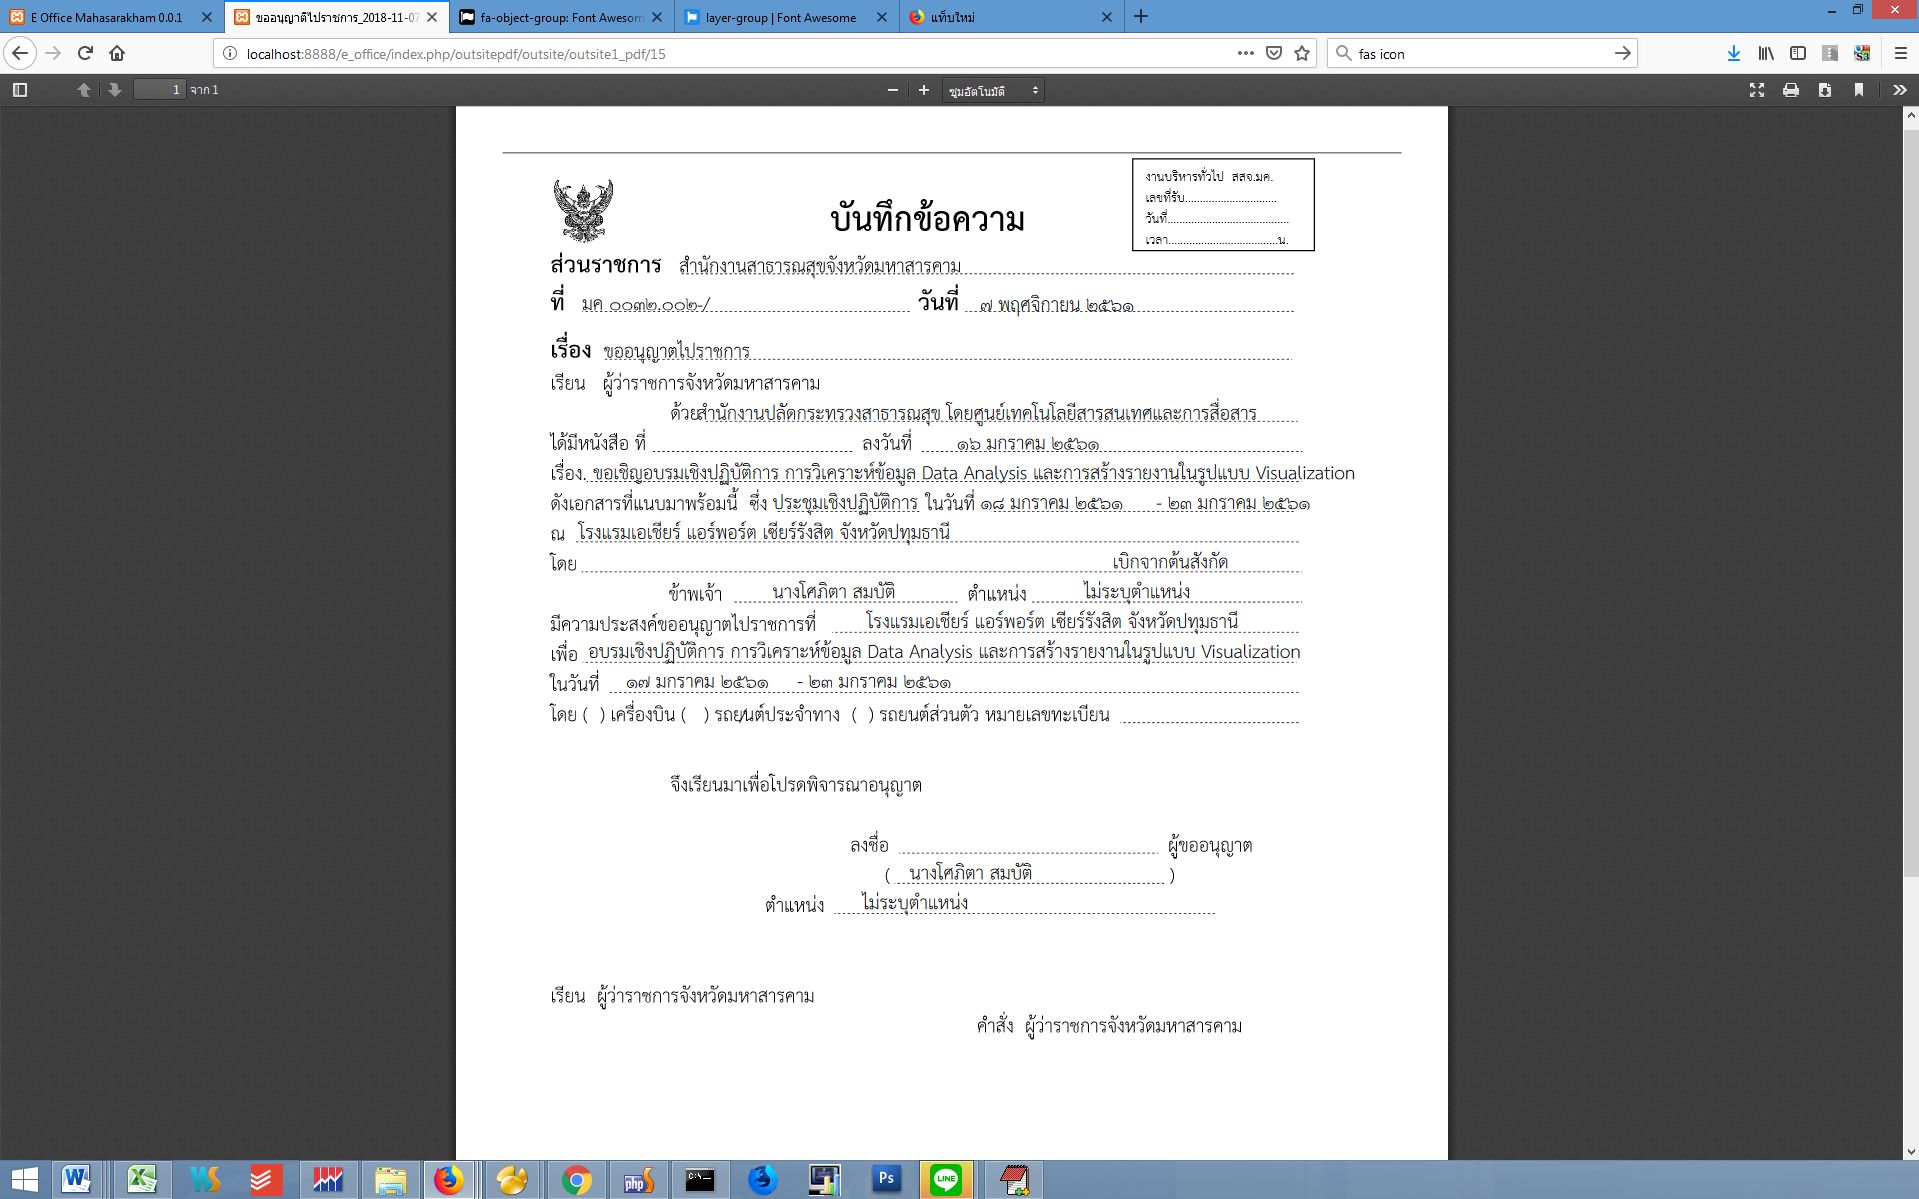 E Office Mahasarakham 0.0.1
ขออนุญาติไปราชการ_2018-11-07
fa-object-group: Font Awesom
layer-group | Font Awesome
แท็บใหม่
localhost:8888/e_office/index.php/outsitepdf/outsite/outsite1_pdf/15
fas icon
1 จาก 1
ซูมอัตโนมัติ
งานบริหารทั่วไป สสจ.มค.
เลขที่รับ...............................
วันที่.........................................
เวลา.....................................น.
บันทึกข้อความ
ส่วนราชการ สำนักงานสาธารณสุขจังหวัดมหาสารคาม
ที่ มค ๐๐๓๒.๐๐๒-/ วันที่ ๗ พฤศจิกายน ๒๕๖๑
เรื่อง ขออนุญาตไปราชการ
เรียน ผู้ว่าราชการจังหวัดมหาสารคาม
ด้วยสำนักงานปลัดกระทรวงสาธารณสุข โดยศูนย์เทคโนโลยีสารสนเทศและการสื่อสาร
ได้มีหนังสือ ที่ ลงวันที่ ๑๖ มกราคม ๒๕๖๑
เรื่อง. ขอเชิญอบรมเชิงปฏิบัติการ การวิเคราะห์ข้อมูล Data Analysis และการสร้างรายงานในรูปแบบ Visualization
ดังเอกสารที่แนบมาพร้อมนี้ ซึ่ง ประชุมเชิงปฏิบัติการ ในวันที่ ๑๘ มกราคม ๒๕๖๑ - ๒๓ มกราคม ๒๕๖๑
ณ โรงแรมเอเชียร์ แอร์พอร์ต เซียร์รังสิต จังหวัดปทุมธานี
โดย เบิกจากต้นสังกัด
ข้าพเจ้า นางโศภิตา สมบัติ ตำแหน่ง ไม่ระบุตำแหน่ง
มีความประสงค์ขออนุญาตไปราชการที่ โรงแรมเอเชียร์ แอร์พอร์ต เซียร์รังสิต จังหวัดปทุมธานี
เพื่อ อบรมเชิงปฏิบัติการ การวิเคราะห์ข้อมูล Data Analysis และการสร้างรายงานในรูปแบบ Visualization
ในวันที่ ๑๗ มกราคม ๒๕๖๑ - ๒๓ มกราคม ๒๕๖๑
โดย ( ) เครื่องบิน ( ) รถยนต์ประจำทาง ( ) รถยนต์ส่วนตัว หมายเลขทะเบียน
จึงเรียนมาเพื่อโปรดพิจารณาอนุญาต
ลงชื่อ ผู้ขออนุญาต
( นางโศภิตา สมบัติ )
ตำแหน่ง ไม่ระบุตำแหน่ง
เรียน ผู้ว่าราชการจังหวัดมหาสารคาม
คำสั่ง ผู้ว่าราชการจังหวัดมหาสารคาม
php
C:\
Ps
LINE